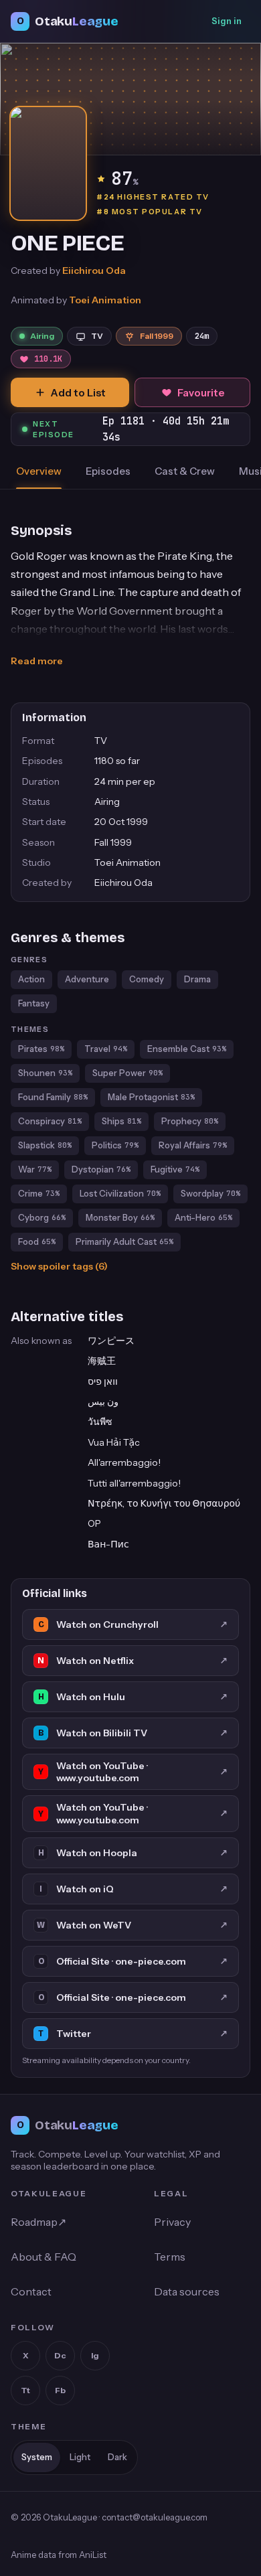 O OtakuLeague
Sign in
87%
#24 HIGHEST RATED TV
#8 MOST POPULAR TV
ONE PIECE
Created by Eiichirou Oda
Animated by Toei Animation
Airing
TV
Fall 1999
24m
110.1K
Add to List
Favourite
NEXT EPISODE
Ep 1181 · 40d 15h 21m 34s
Overview
Episodes
Cast & Crew
Musi
Synopsis
Gold Roger was known as the Pirate King, the
strongest and most infamous being to have
sailed the Grand Line. The capture and death of
Roger by the World Government brought a
change throughout the world. His last words...
Read more
Information
Format TV
Episodes 1180 so far
Duration 24 min per ep
Status Airing
Start date 20 Oct 1999
Season Fall 1999
Studio Toei Animation
Created by Eiichirou Oda
Genres & themes
GENRES
Action Adventure Comedy Drama
Fantasy
THEMES
Pirates 98% Travel 94% Ensemble Cast 93%
Shounen 93% Super Power 90%
Found Family 88% Male Protagonist 83%
Conspiracy 81% Ships 81% Prophecy 80%
Slapstick 80% Politics 79% Royal Affairs 79%
War 77% Dystopian 76% Fugitive 74%
Crime 73% Lost Civilization 70% Swordplay 70%
Cyborg 66% Monster Boy 66% Anti-Hero 65%
Food 65% Primarily Adult Cast 65%
Show spoiler tags (6)
Alternative titles
Also known as ワンピース
海贼王
וואן פיס
ون بيس
วันพีซ
Vua Hải Tặc
All'arrembaggio!
Tutti all'arrembaggio!
Ντρέηκ, το Κυνήγι του Θησαυρού
OP
Ван-Пис
Official links
C Watch on Crunchyroll ↗
N Watch on Netflix ↗
H Watch on Hulu ↗
B Watch on Bilibili TV ↗
Y Watch on YouTube ·
www.youtube.com ↗
Y Watch on YouTube ·
www.youtube.com ↗
H Watch on Hoopla ↗
I Watch on iQ ↗
W Watch on WeTV ↗
O Official Site · one-piece.com ↗
O Official Site · one-piece.com ↗
T Twitter ↗
Streaming availability depends on your country.
O OtakuLeague
Track. Compete. Level up. Your watchlist, XP and
season leaderboard in one place.
OTAKULEAGUE
Roadmap↗
About & FAQ
Contact
LEGAL
Privacy
Terms
Data sources
FOLLOW
X Dc Ig
Tt Fb
THEME
System Light Dark
© 2026 OtakuLeague · contact@otakuleague.com
Anime data from AniList